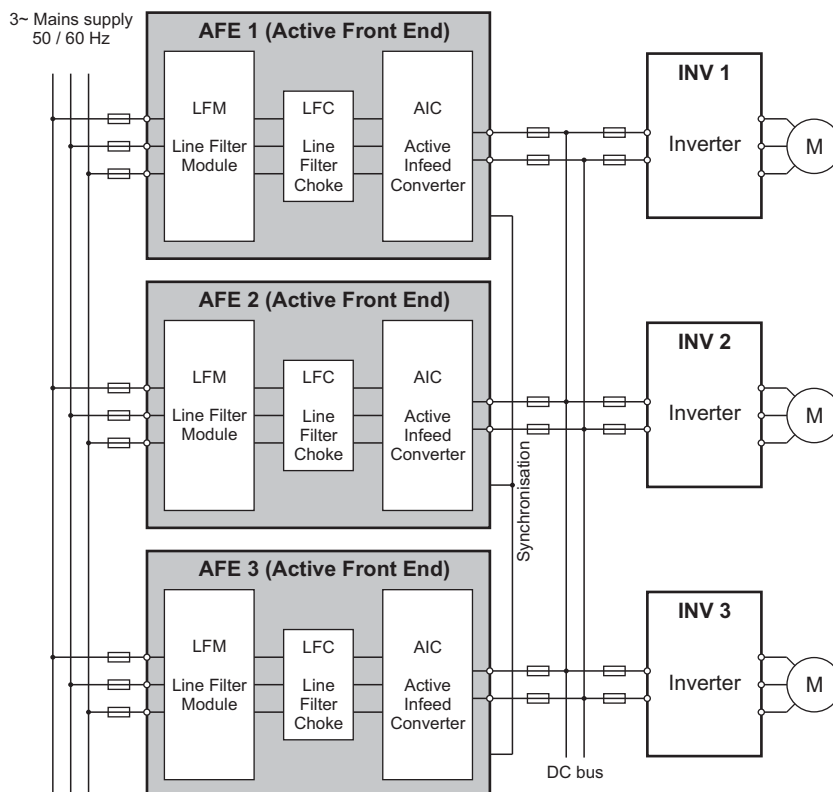 3~ Mains supply
50 / 60 Hz
AFE 1 (Active Front End)
LFM
Line Filter
Module
LFC
Line
Filter
Choke
AIC
Active
Infeed
Converter
INV 1
Inverter
M
AFE 2 (Active Front End)
LFM
Line Filter
Module
LFC
Line
Filter
Choke
AIC
Active
Infeed
Converter
Synchronisation
INV 2
Inverter
M
AFE 3 (Active Front End)
LFM
Line Filter
Module
LFC
Line
Filter
Choke
AIC
Active
Infeed
Converter
INV 3
Inverter
M
DC bus